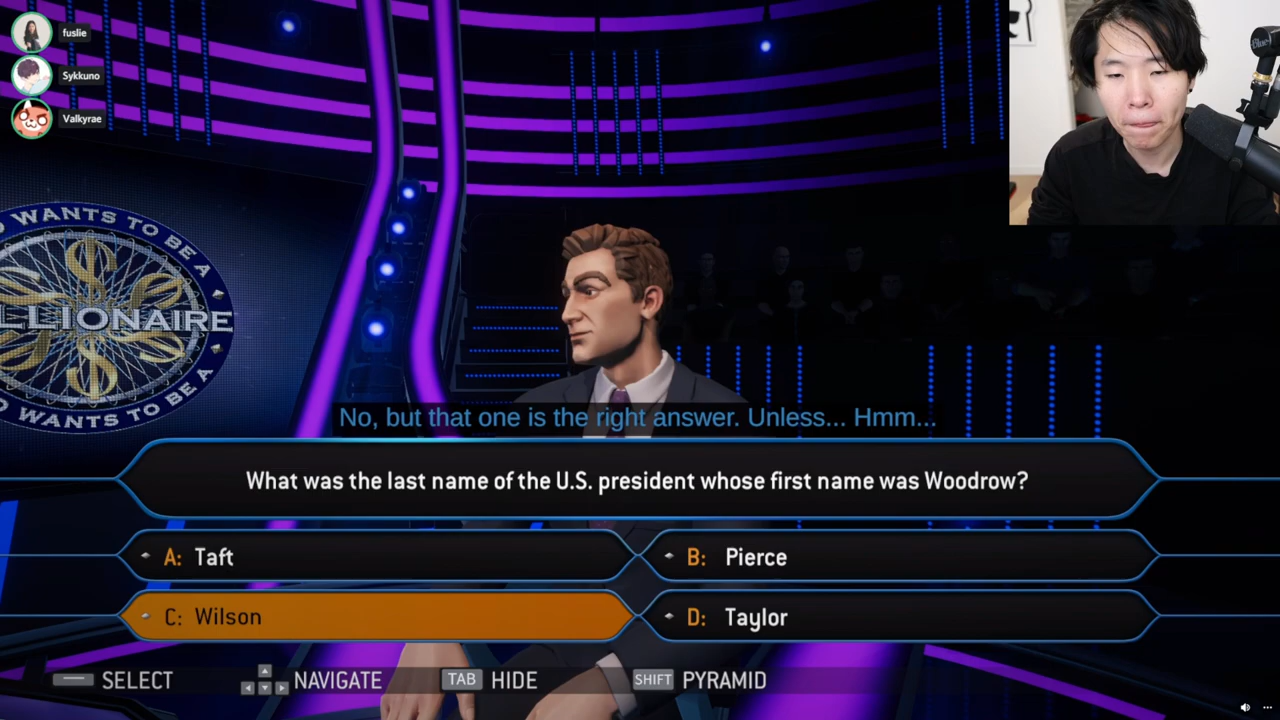 fuslie
Sykkuno
Valkyrae
WANTS TO BE A
LLIONAIRE
WANTS TO BE A
No, but that one is the right answer. Unless... Hmm...
What was the last name of the U.S. president whose first name was Woodrow?
A: Taft
B: Pierce
C: Wilson
D: Taylor
SELECT
NAVIGATE
TAB HIDE
SHIFT PYRAMID
Blue